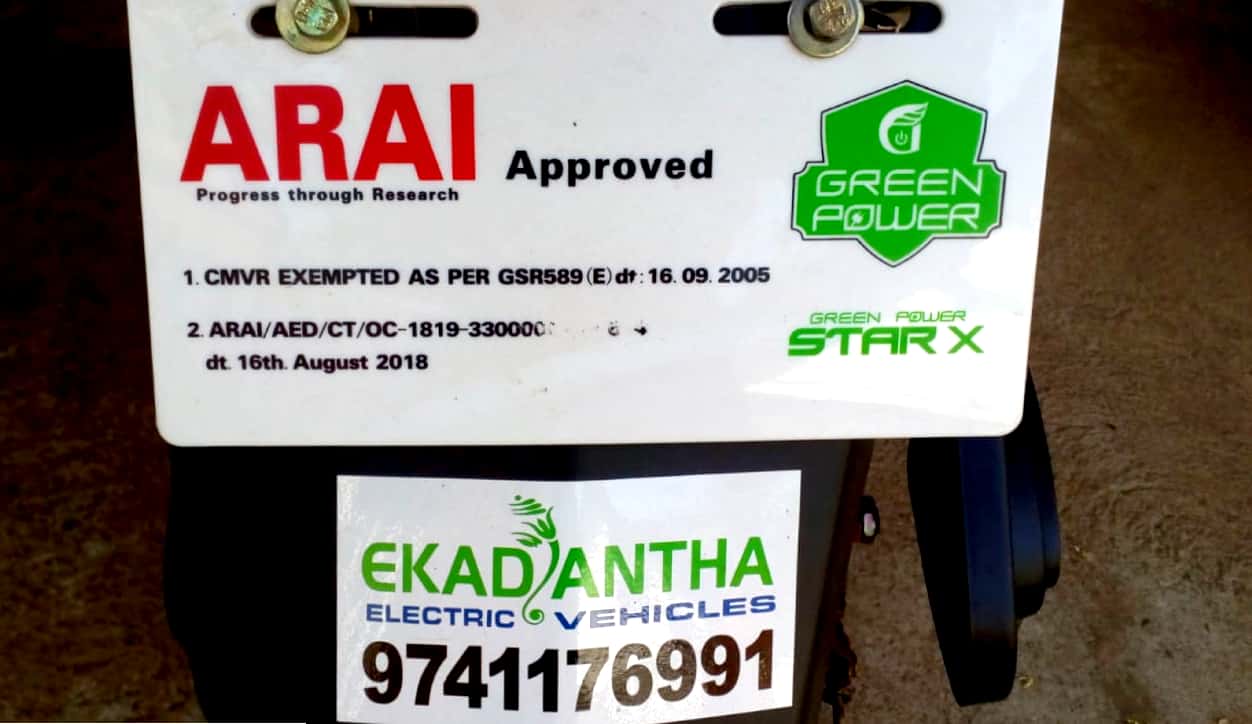 ARAI Approved
Progress through Research
GREEN
POWER
1. CMVR EXEMPTED AS PER GSR589 (E) dt: 16. 09. 2005
2. ARAI/AED/CT/OC-1819-330000
dt. 16th. August 2018
GREEN POWER
STAR X
EKADANTHA
ELECTRIC VEHICLES
9741176991